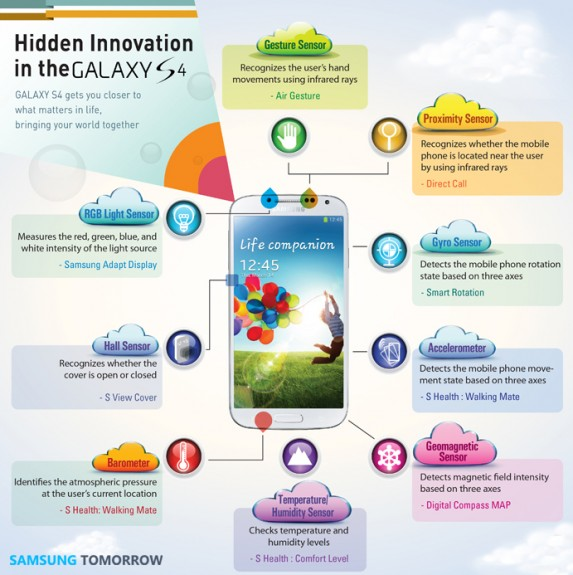 Hidden Innovation
in the GALAXY S4
GALAXY S4 gets you closer to
what matters in life,
bringing your world together
Gesture Sensor
Recognizes the user's hand
movements using infrared rays
- Air Gesture
Proximity Sensor
Recognizes whether the mobile
phone is located near the user
by using infrared rays
- Direct Call
RGB Light Sensor
Measures the red, green, blue, and
white intensity of the light source
- Samsung Adapt Display
Gyro Sensor
Detects the mobile phone rotation
state based on three axes
- Smart Rotation
Life companion
12:45
Hall Sensor
Recognizes whether the
cover is open or closed
- S View Cover
Accelerometer
Detects the mobile phone move-
ment state based on three axes
- S Health : Walking Mate
Barometer
Identifies the atmospheric pressure
at the user's current location
- S Health: Walking Mate
Geomagnetic
Sensor
Detects magnetic field intensity
based on three axes
- Digital Compass MAP
Temperature/
Humidity Sensor
Checks temperature and
humidity levels
- S Health : Comfort Level
SAMSUNG TOMORROW